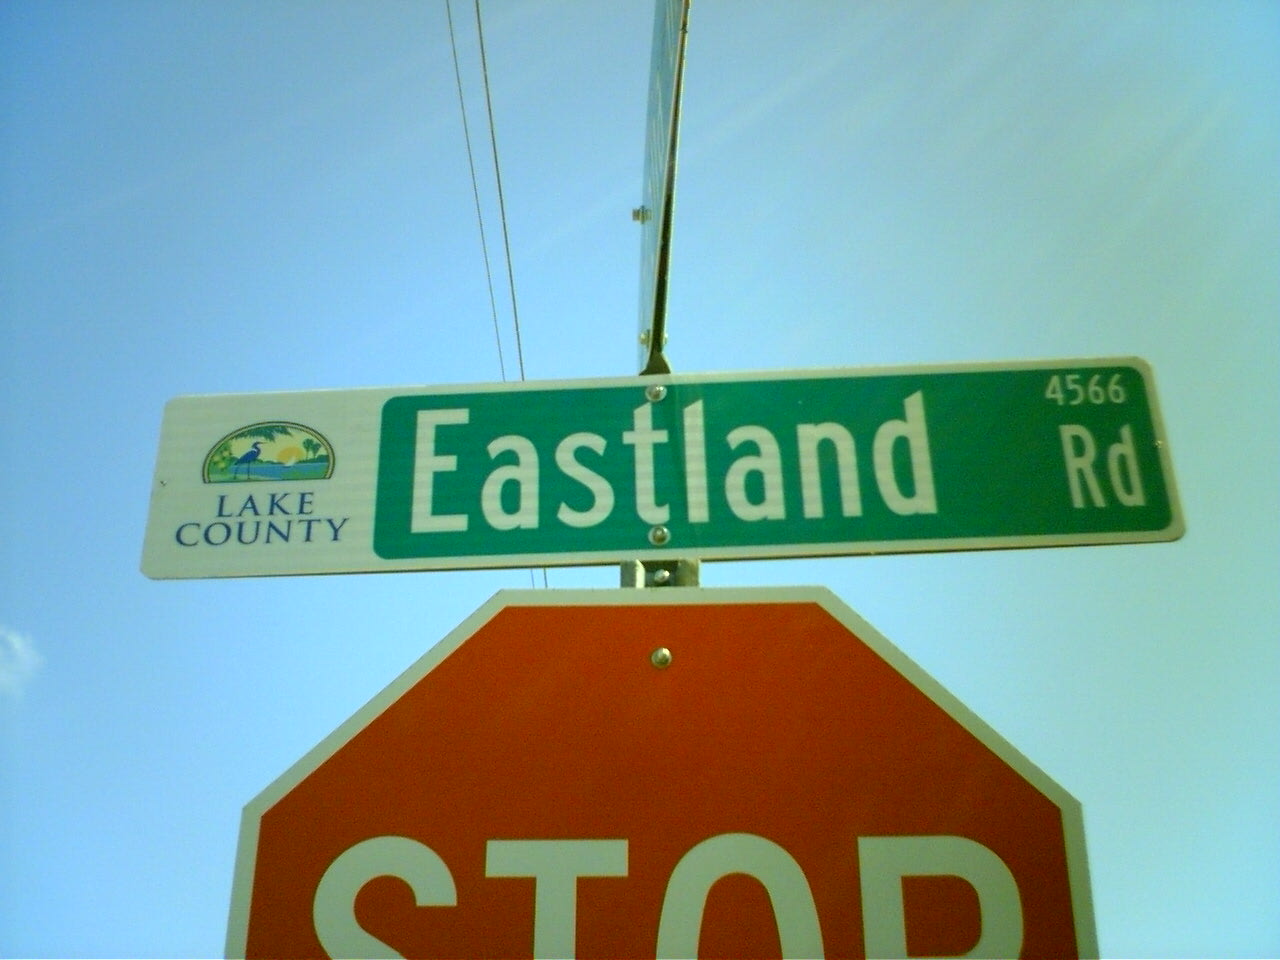 4566
Eastland Rd
LAKE
COUNTY
STOP